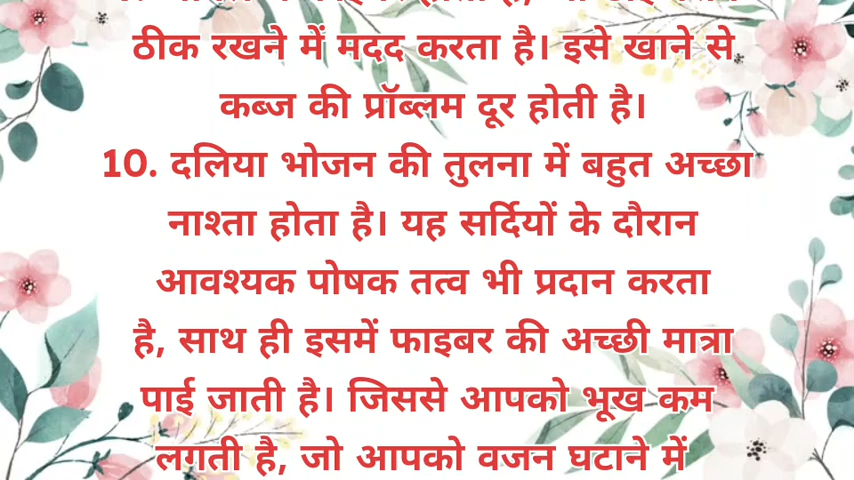 ठीक रखने में मदद करता है। इसे खाने से
कब्ज की प्रॉब्लम दूर होती है।
10. दलिया भोजन की तुलना में बहुत अच्छा
नाश्ता होता है। यह सर्दियों के दौरान
आवश्यक पोषक तत्व भी प्रदान करता
है, साथ ही इसमें फाइबर की अच्छी मात्रा
पाई जाती है। जिससे आपको भूख कम
लगती है, जो आपको वजन घटाने में